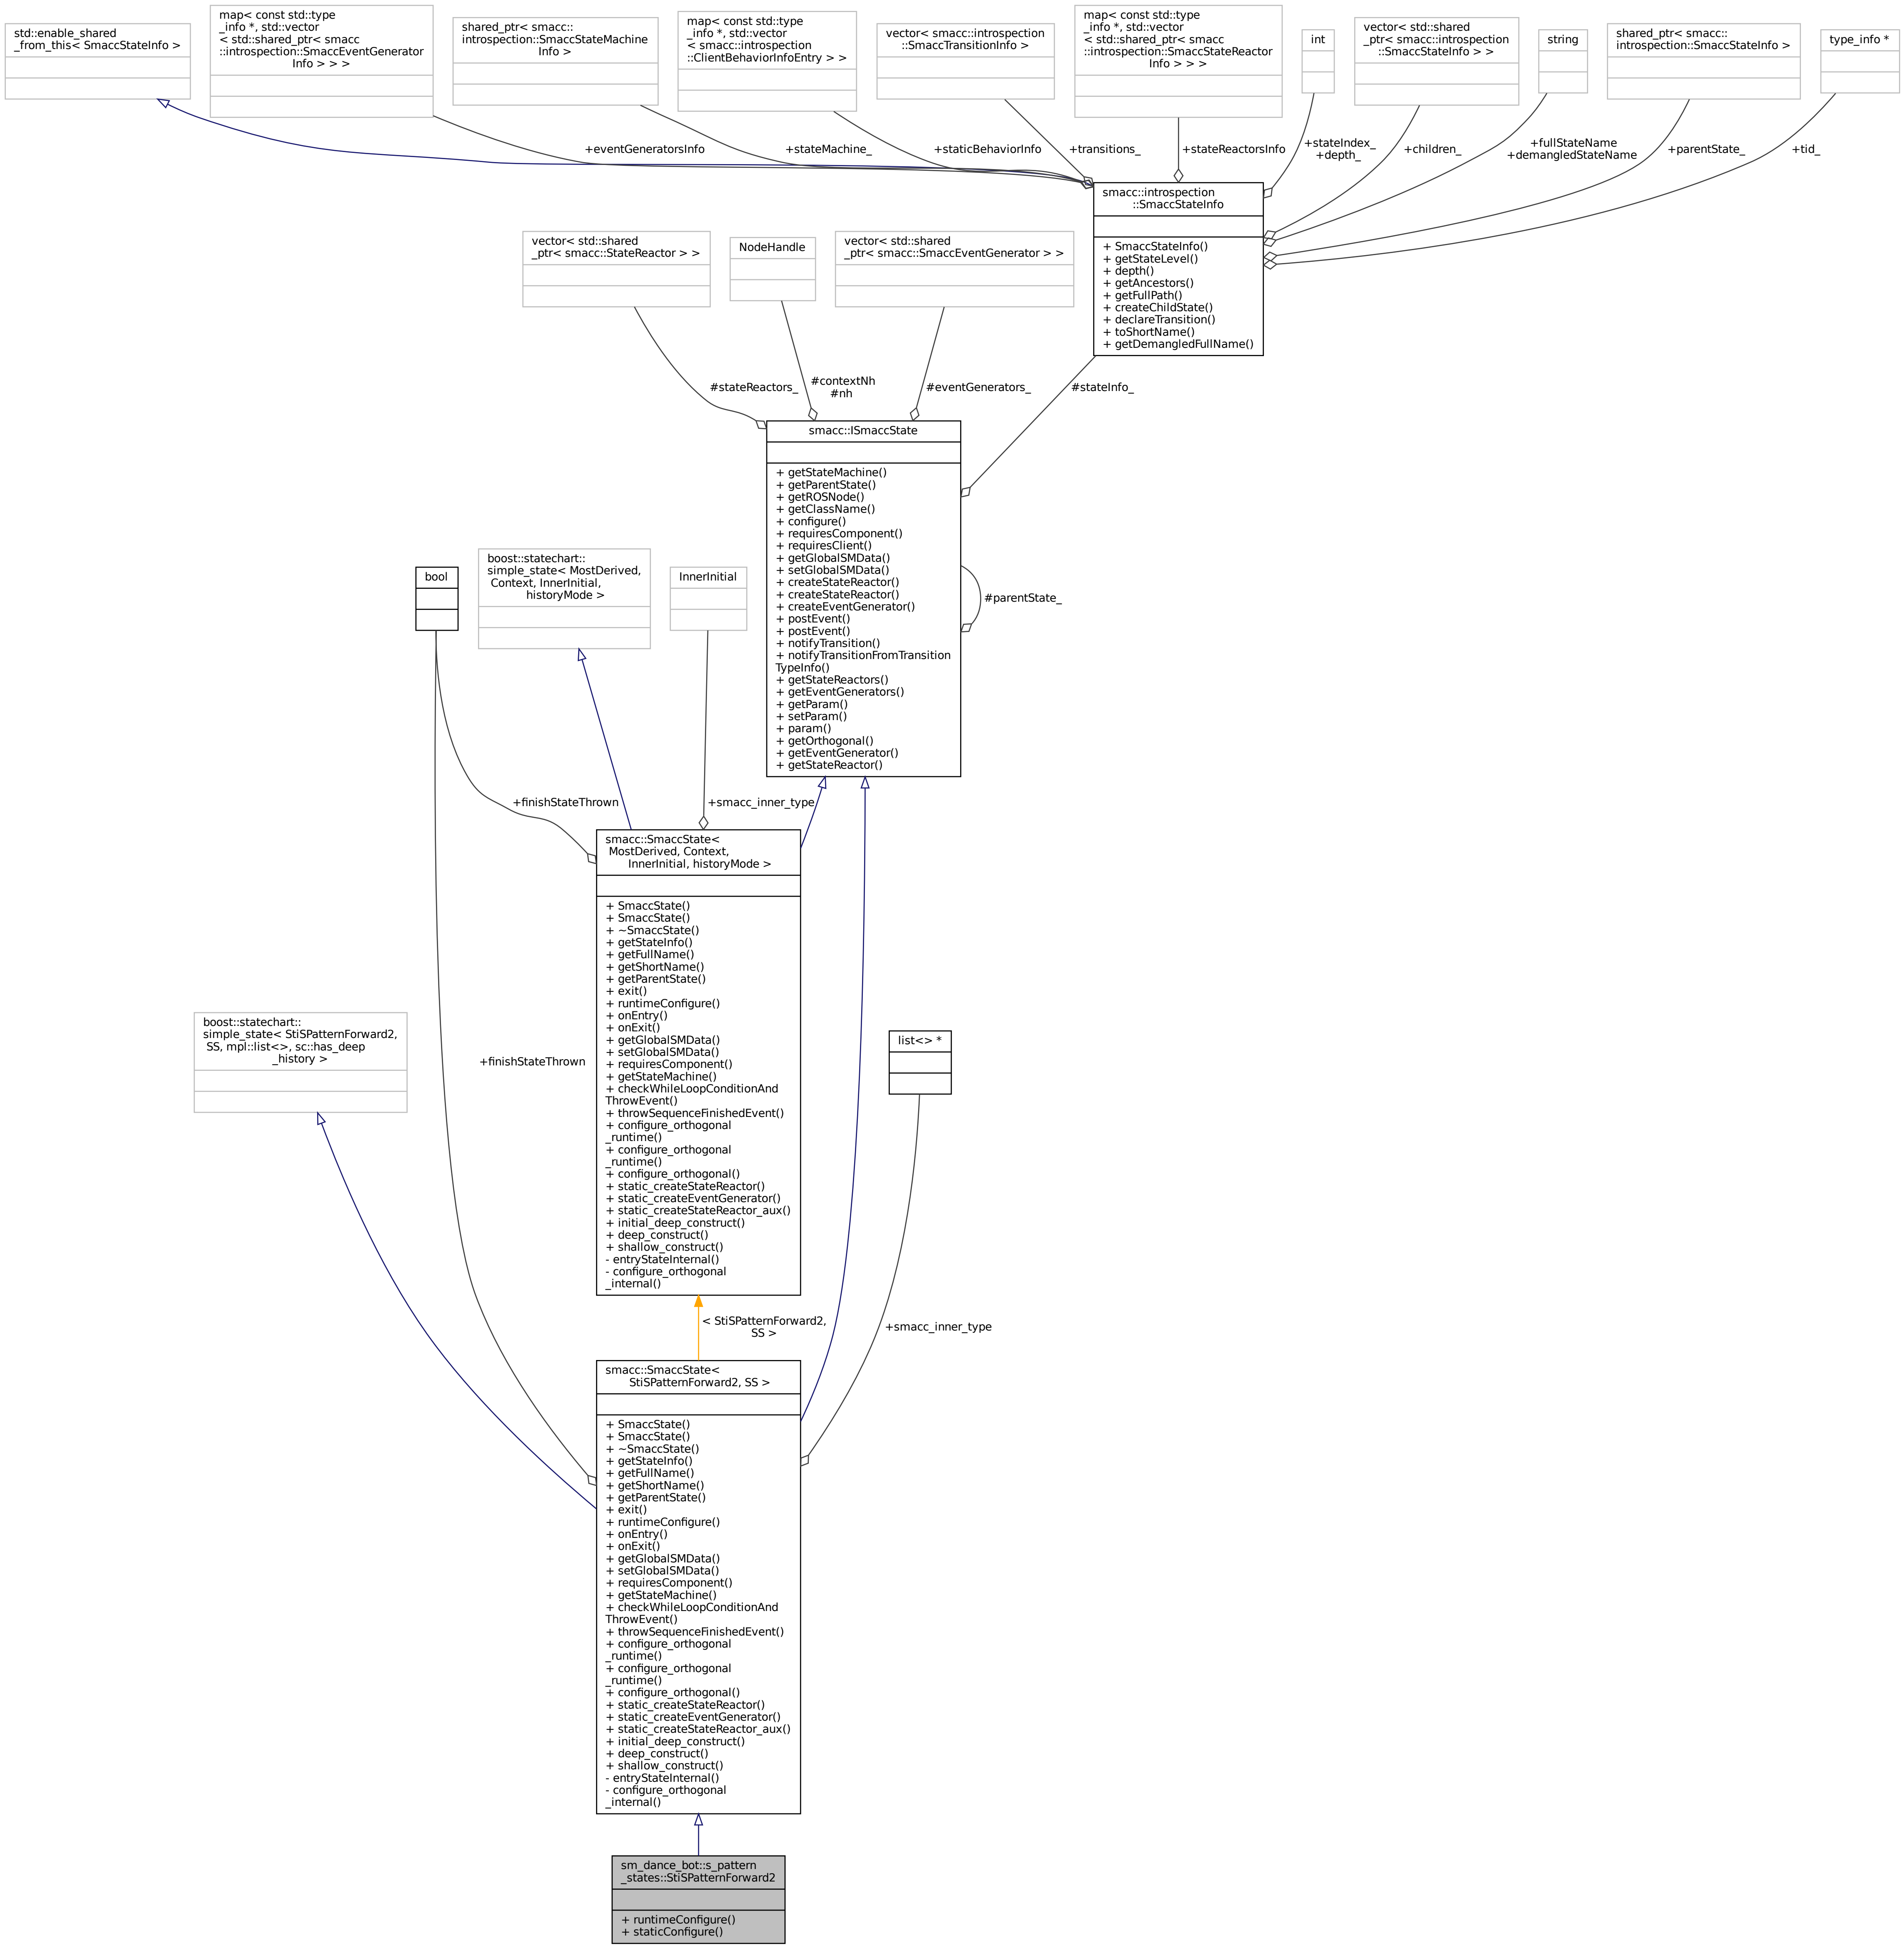 std::enable_shared
_from_this< SmaccStateInfo >
map< const std::type
_info *, std::vector
< std::shared_ptr< smacc
::introspection::SmaccEventGenerator
Info > > >
shared_ptr< smacc::
introspection::SmaccStateMachine
Info >
map< const std::type
_info *, std::vector
< smacc::introspection
::ClientBehaviorInfoEntry > >
vector< smacc::introspection
::SmaccTransitionInfo >
map< const std::type
_info *, std::vector
< std::shared_ptr< smacc
::introspection::SmaccStateReactor
Info > > >
int
vector< std::shared
_ptr< smacc::introspection
::SmaccStateInfo > >
string
shared_ptr< smacc::
introspection::SmaccStateInfo >
type_info *
+eventGeneratorsInfo
+stateMachine_
+staticBehaviorInfo
+transitions_
+stateReactorsInfo
+stateIndex_
+depth_
+children_
+fullStateName
+demangledStateName
+parentState_
+tid_
smacc::introspection
::SmaccStateInfo
+ SmaccStateInfo()
+ getStateLevel()
+ depth()
+ getAncestors()
+ getFullPath()
+ createChildState()
+ declareTransition()
+ toShortName()
+ getDemangledFullName()
vector< std::shared
_ptr< smacc::StateReactor > >
NodeHandle
vector< std::shared
_ptr< smacc::SmaccEventGenerator > >
#stateReactors_
#contextNh
#nh
#eventGenerators_
#stateInfo_
smacc::ISmaccState
+ getStateMachine()
+ getParentState()
+ getROSNode()
+ getClassName()
+ configure()
+ requiresComponent()
+ requiresClient()
+ getGlobalSMData()
+ setGlobalSMData()
+ createStateReactor()
+ createStateReactor()
+ createEventGenerator()
+ postEvent()
+ postEvent()
+ notifyTransition()
+ notifyTransitionFromTransition
TypeInfo()
+ getStateReactors()
+ getEventGenerators()
+ getParam()
+ setParam()
+ param()
+ getOrthogonal()
+ getEventGenerator()
+ getStateReactor()
#parentState_
bool
boost::statechart::
simple_state< MostDerived,
Context, InnerInitial,
historyMode >
InnerInitial
+finishStateThrown
+smacc_inner_type
smacc::SmaccState<
MostDerived, Context,
InnerInitial, historyMode >
+ SmaccState()
+ SmaccState()
+ ~SmaccState()
+ getStateInfo()
+ getFullName()
+ getShortName()
+ getParentState()
+ exit()
+ runtimeConfigure()
+ onEntry()
+ onExit()
+ getGlobalSMData()
+ setGlobalSMData()
+ requiresComponent()
+ getStateMachine()
+ checkWhileLoopConditionAnd
ThrowEvent()
+ throwSequenceFinishedEvent()
+ configure_orthogonal
_runtime()
+ configure_orthogonal
_runtime()
+ configure_orthogonal()
+ static_createStateReactor()
+ static_createEventGenerator()
+ static_createStateReactor_aux()
+ initial_deep_construct()
+ deep_construct()
+ shallow_construct()
- entryStateInternal()
- configure_orthogonal
_internal()
boost::statechart::
simple_state< StiSPatternForward2,
SS, mpl::list<>, sc::has_deep
_history >
+finishStateThrown
list<> *
< StiSPatternForward2,
SS >
+smacc_inner_type
smacc::SmaccState<
StiSPatternForward2, SS >
+ SmaccState()
+ SmaccState()
+ ~SmaccState()
+ getStateInfo()
+ getFullName()
+ getShortName()
+ getParentState()
+ exit()
+ runtimeConfigure()
+ onEntry()
+ onExit()
+ getGlobalSMData()
+ setGlobalSMData()
+ requiresComponent()
+ getStateMachine()
+ checkWhileLoopConditionAnd
ThrowEvent()
+ throwSequenceFinishedEvent()
+ configure_orthogonal
_runtime()
+ configure_orthogonal
_runtime()
+ configure_orthogonal()
+ static_createStateReactor()
+ static_createEventGenerator()
+ static_createStateReactor_aux()
+ initial_deep_construct()
+ deep_construct()
+ shallow_construct()
- entryStateInternal()
- configure_orthogonal
_internal()
sm_dance_bot::s_pattern
_states::StiSPatternForward2
+ runtimeConfigure()
+ staticConfigure()